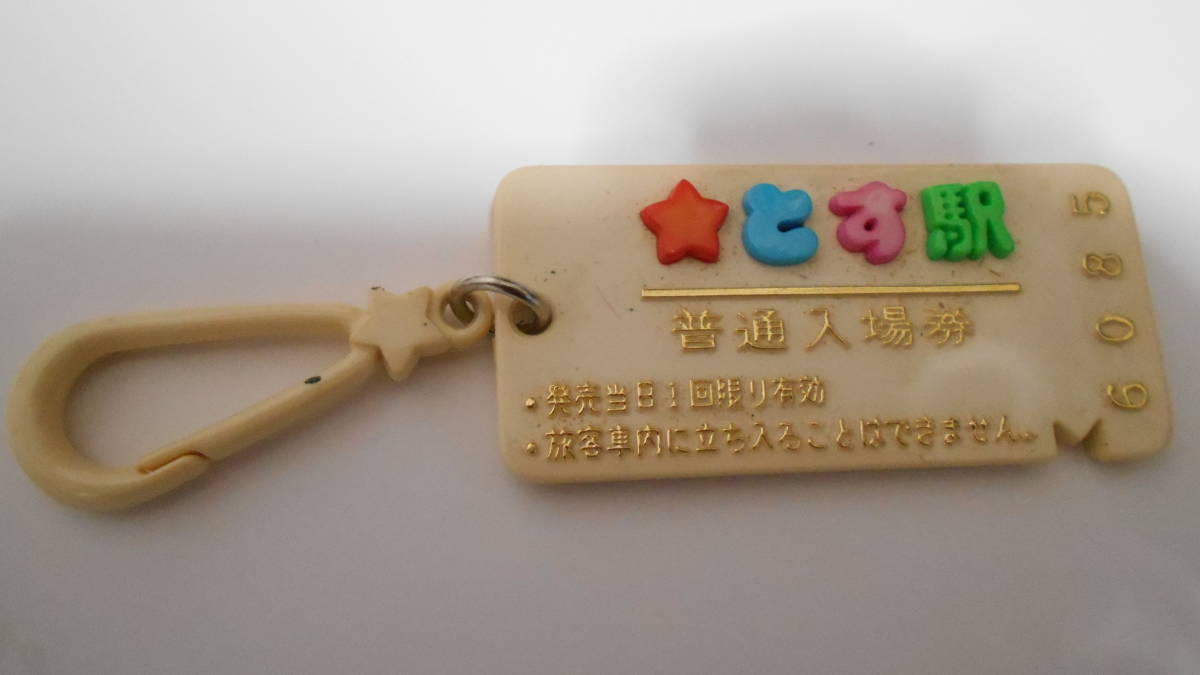 ★とす駅
普通入場券
・発売当日1回限り有効
・旅客車内に立ち入ることはできません。
6085